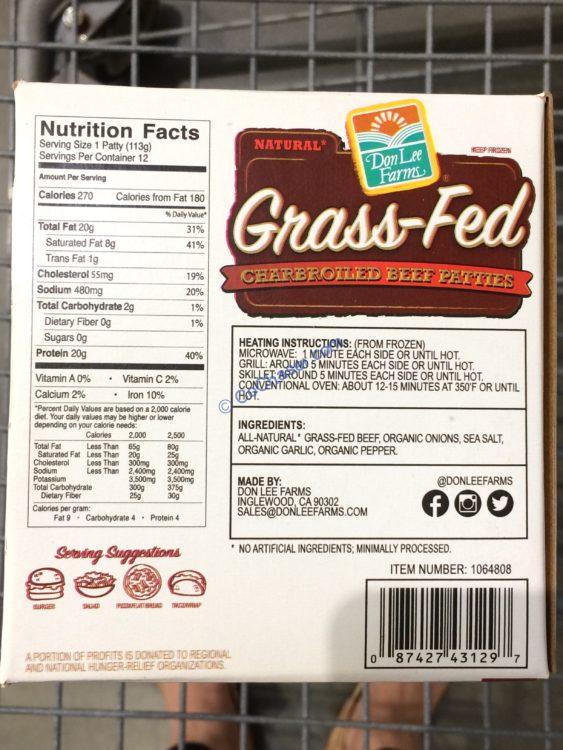 Nutrition Facts
Serving Size 1 Patty (113g)
Servings Per Container 12
Amount Per Serving
Calories 270 Calories from Fat 180
% Daily Value*
Total Fat 20g 31%
Saturated Fat 8g 41%
Trans Fat 1g
Cholesterol 55mg 19%
Sodium 480mg 20%
Total Carbohydrate 2g 1%
Dietary Fiber 0g 1%
Sugars 0g
Protein 20g 40%
Vitamin A 0% • Vitamin C 2%
Calcium 2% • Iron 10%
*Percent Daily Values are based on a 2,000 calorie
diet. Your daily values may be higher or lower
depending on your calorie needs:
Calories 2,000 2,500
Total Fat Less Than 65g 80g
Saturated Fat Less Than 20g 25g
Cholesterol Less Than 300mg 300mg
Sodium Less Than 2,400mg 2,400mg
Potassium 3,500mg 3,500mg
Total Carbohydrate 300g 375g
Dietary Fiber 25g 30g
Calories per gram:
Fat 9 • Carbohydrate 4 • Protein 4
Serving Suggestions
BURGER SALAD PIZZA/FLATBREAD TACO/WRAP
A PORTION OF PROFITS IS DONATED TO REGIONAL
AND NATIONAL HUNGER-RELIEF ORGANIZATIONS.
NATURAL*
Don Lee
Farms
®
KEEP FROZEN
Grass-Fed
CHARBROILED BEEF PATTIES
HEATING INSTRUCTIONS: (FROM FROZEN)
MICROWAVE: 1 MINUTE EACH SIDE OR UNTIL HOT.
GRILL: AROUND 5 MINUTES EACH SIDE OR UNTIL HOT.
SKILLET: AROUND 5 MINUTES EACH SIDE OR UNTIL HOT.
CONVENTIONAL OVEN: ABOUT 12-15 MINUTES AT 350°F OR UNTIL
HOT.
INGREDIENTS:
ALL-NATURAL* GRASS-FED BEEF, ORGANIC ONIONS, SEA SALT,
ORGANIC GARLIC, ORGANIC PEPPER.
MADE BY:
DON LEE FARMS
INGLEWOOD, CA 90302
SALES@DONLEEFARMS.COM
@DONLEEFARMS
* NO ARTIFICIAL INGREDIENTS; MINIMALLY PROCESSED.
ITEM NUMBER: 1064808
0 87427 43129 7